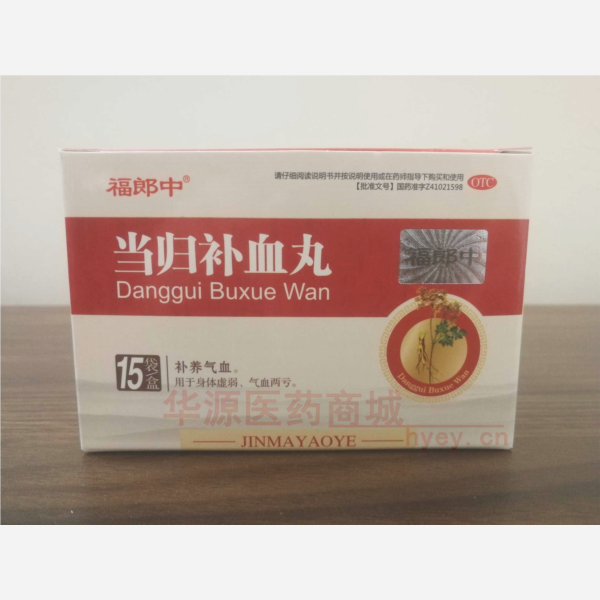 福郎中®
请仔细阅读说明书并按说明使用或在药师指导下购买和使用
【批准文号】国药准字Z41021598
OTC
当归补血丸
Danggui Buxue Wan
福郎中
15袋/盒
补养气血。
用于身体虚弱、气血两亏。
Danggui Buxue Wan
华源医药商城
JINMAYAOYE
hyey.cn